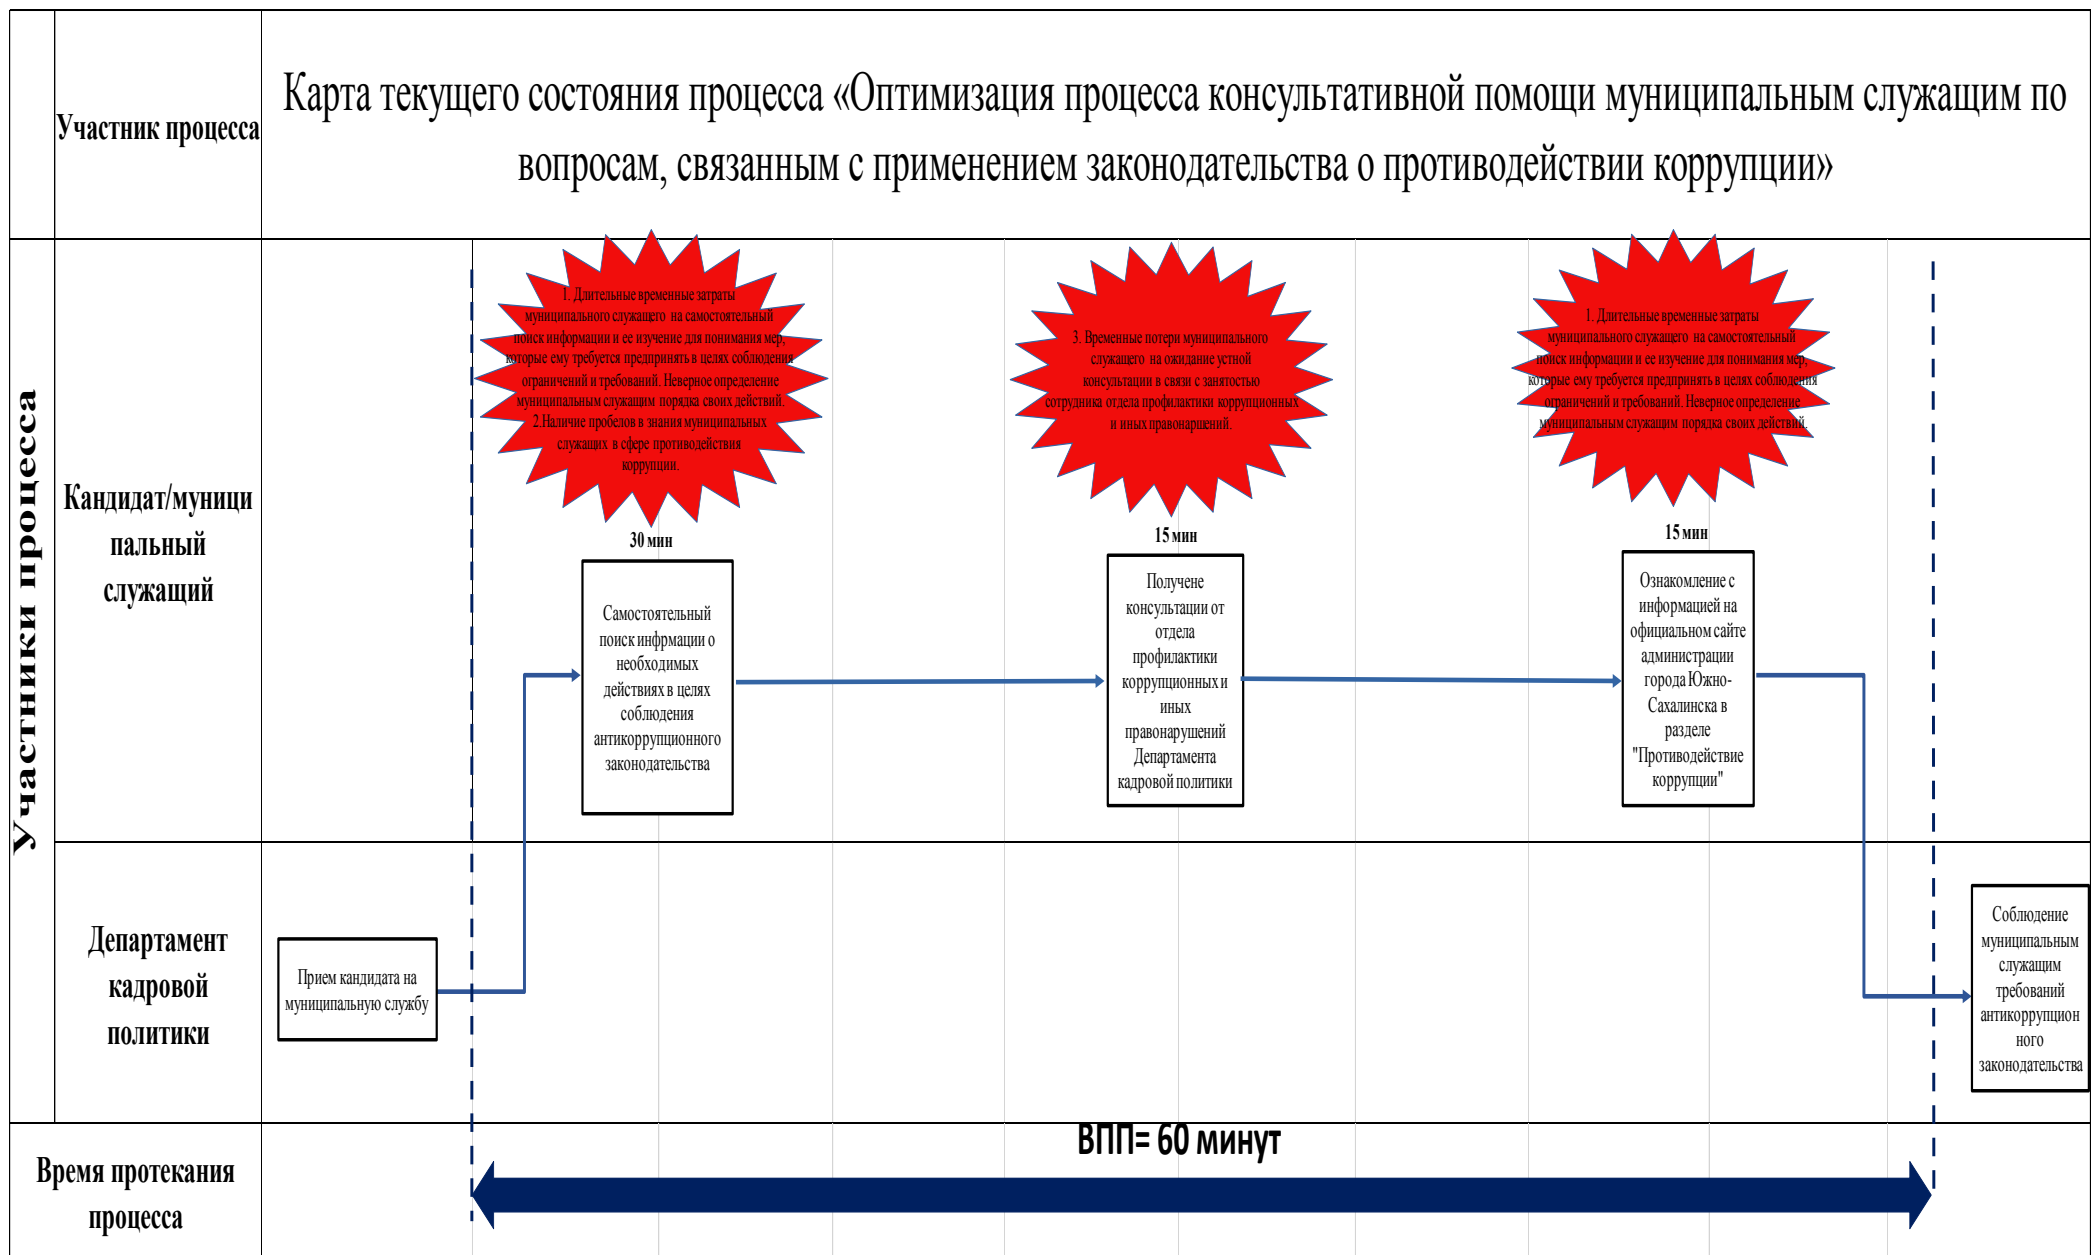 Участник процесса
Карта текущего состояния процесса «Оптимизация процесса консультативной помощи муниципальным служащим по
вопросам, связанным с применением законодательства о противодействии коррупции»
Участники процесса
Кандидат/муници
пальный
служащий
1. Длительные временные затраты
муниципального служащего на самостоятельный
поиск информации и ее изучение для понимания мер,
которые ему требуется предпринять в целях соблюдения
ограничений и требований. Неверное определение
муниципальным служащим порядка своих действий.
2.Наличие пробелов в знания муниципальных
служащих в сфере противодействия
коррупции.
30 мин
Самостоятельный
поиск инфрмации о
необходимых
действиях в целях
соблюдения
антикоррупционного
законодательства
3. Временные потери муниципального
служащего на ожидание устной
консультации в связи с занятостью
сотрудника отдела профилактики коррупционных
и иных правонаршений.
15 мин
Получене
консультации от
отдела
профилактики
коррупционных и
иных
правонарушений
Департамента
кадровой политики
1. Длительные временные затраты
муниципального служащего на самостоятельный
поиск информации и ее изучение для понимания мер,
которые ему требуется предпринять в целях соблюдения
ограничений и требований. Неверное определение
муниципальным служащим порядка своих действий.
15 мин
Ознакомление с
информацией на
официальном сайте
администрации
города Южно-
Сахалинска в
разделе
"Противодействие
коррупции"
Департамент
кадровой
политики
Прием кандидата на
муниципальную службу
Соблюдение
муниципальным
служащим
требований
антикоррупцион
ного
законодательства
Время протекания
процесса
ВПП= 60 минут